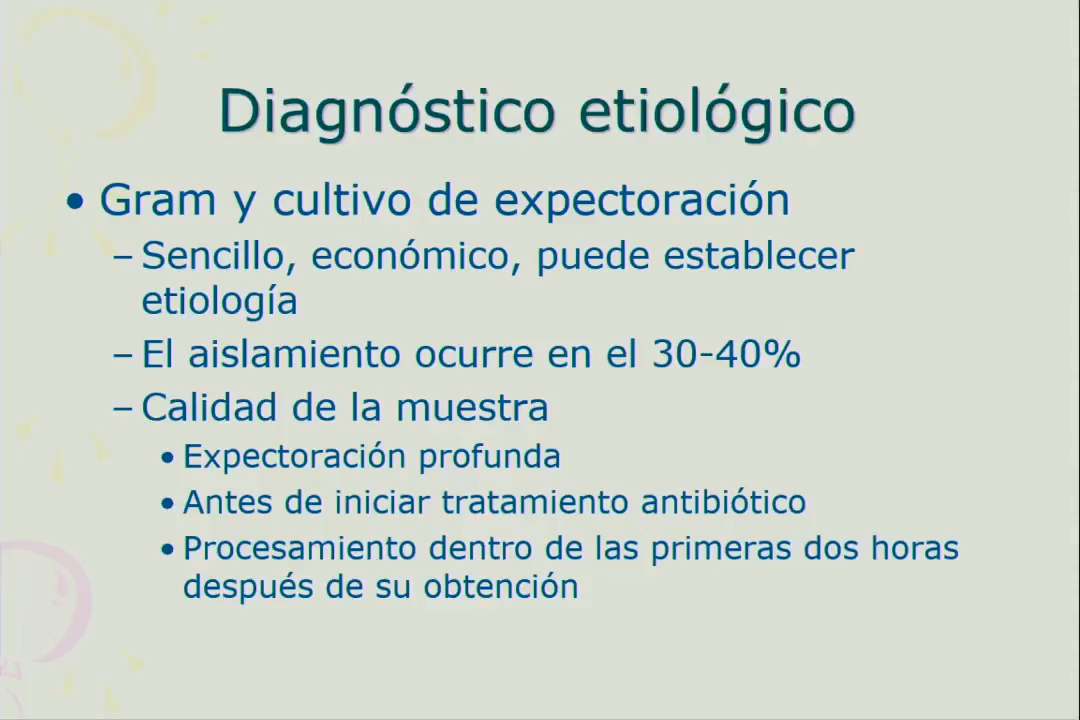 Diagnóstico etiológico
• Gram y cultivo de expectoración
– Sencillo, económico, puede establecer
etiología
– El aislamiento ocurre en el 30-40%
– Calidad de la muestra
• Expectoración profunda
• Antes de iniciar tratamiento antibiótico
• Procesamiento dentro de las primeras dos horas
después de su obtención